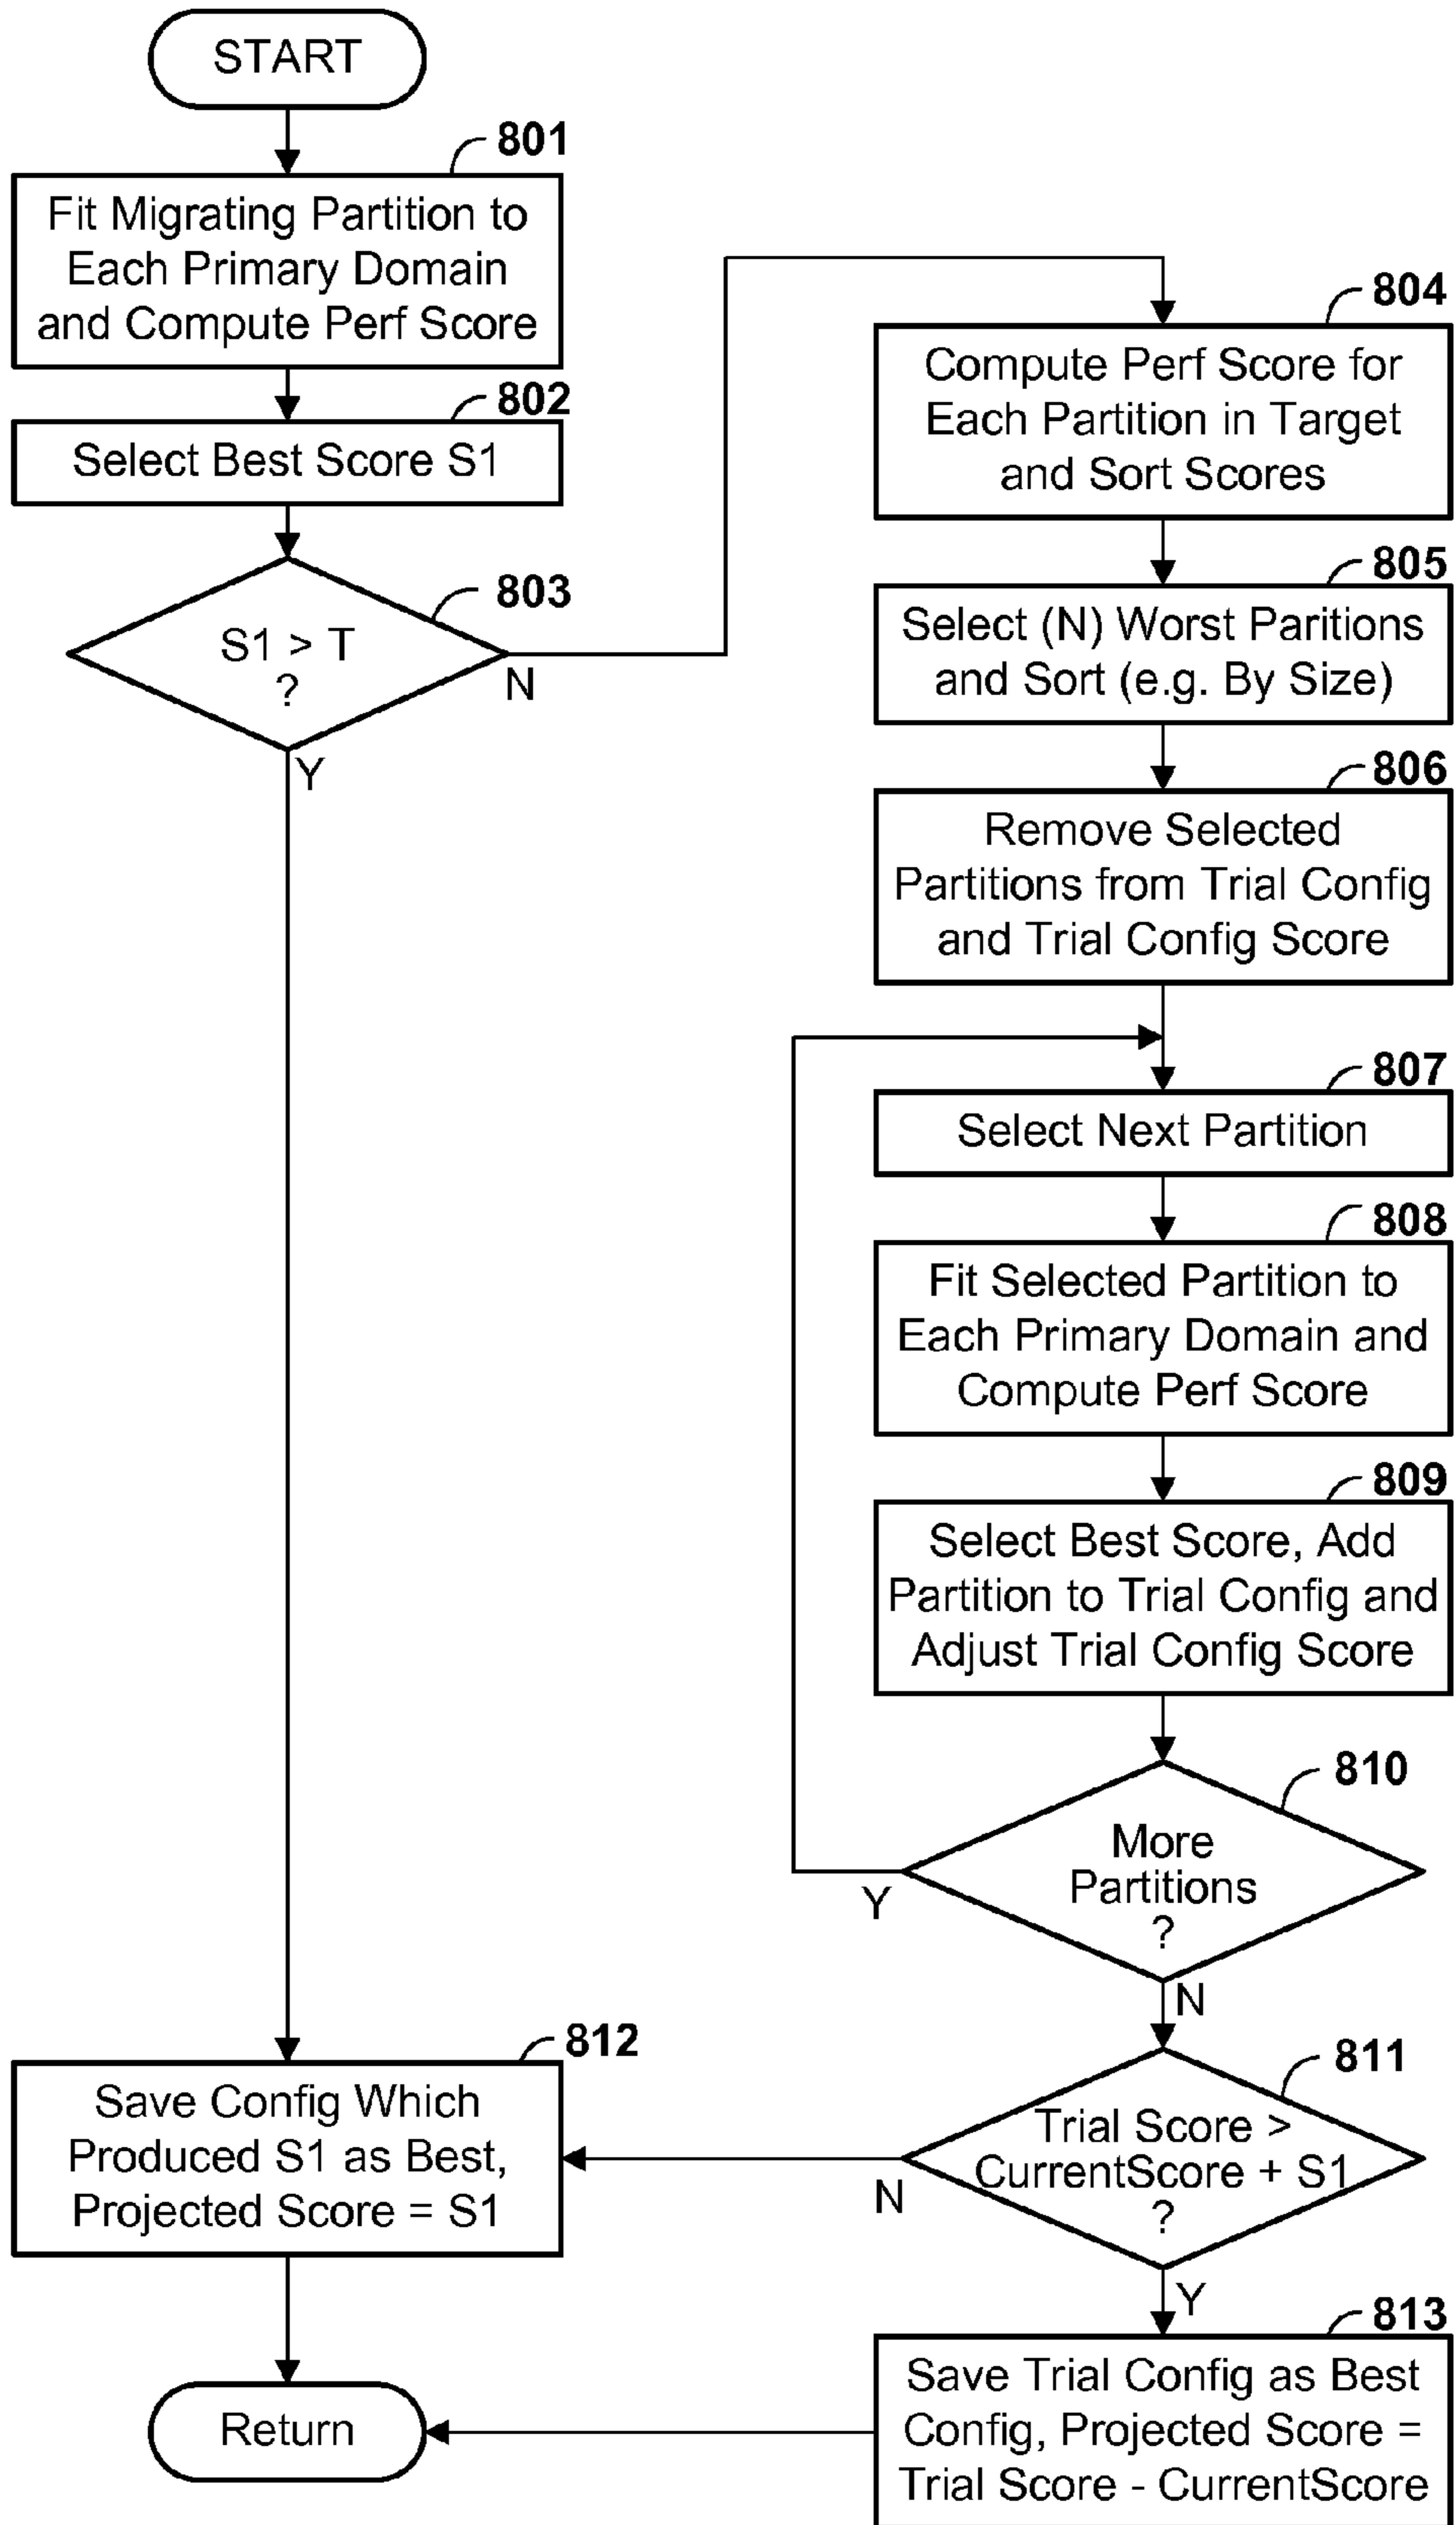 START
801
Fit Migrating Partition to
Each Primary Domain
and Compute Perf Score
802
Select Best Score S1
803
S1 > T
?
N
Y
804
Compute Perf Score for
Each Partition in Target
and Sort Scores
805
Select (N) Worst Paritions
and Sort (e.g. By Size)
806
Remove Selected
Partitions from Trial Config
and Trial Config Score
807
Select Next Partition
808
Fit Selected Partition to
Each Primary Domain and
Compute Perf Score
809
Select Best Score, Add
Partition to Trial Config and
Adjust Trial Config Score
810
More
Partitions
?
Y
N
811
Trial Score >
CurrentScore + S1
?
N
Y
812
Save Config Which
Produced S1 as Best,
Projected Score = S1
813
Save Trial Config as Best
Config, Projected Score =
Trial Score - CurrentScore
Return